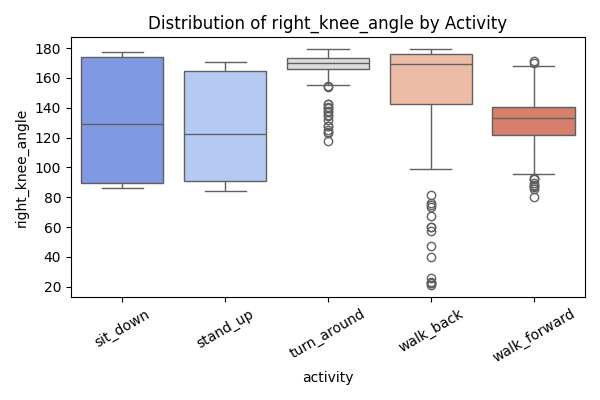 Distribution of right_knee_angle by Activity
right_knee_angle
180
160
140
120
100
80
60
40
20
sit_down
stand_up
turn_around
walk_back
walk_forward
activity